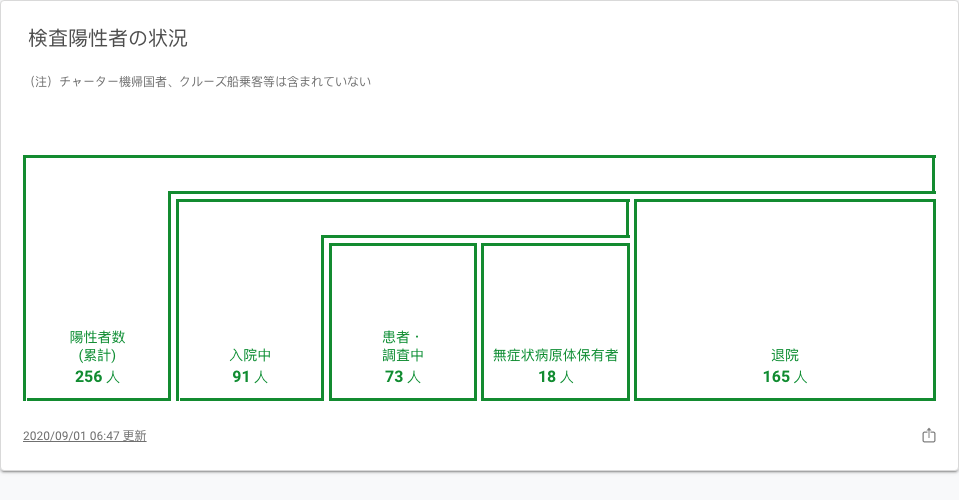 検査陽性者の状況
（注）チャーター機帰国者、クルーズ船乗客等は含まれていない
陽性者数
(累計)
256 人
入院中
91 人
患者・
調査中
73 人
無症状病原体保有者
18 人
退院
165 人
2020/09/01 06:47 更新